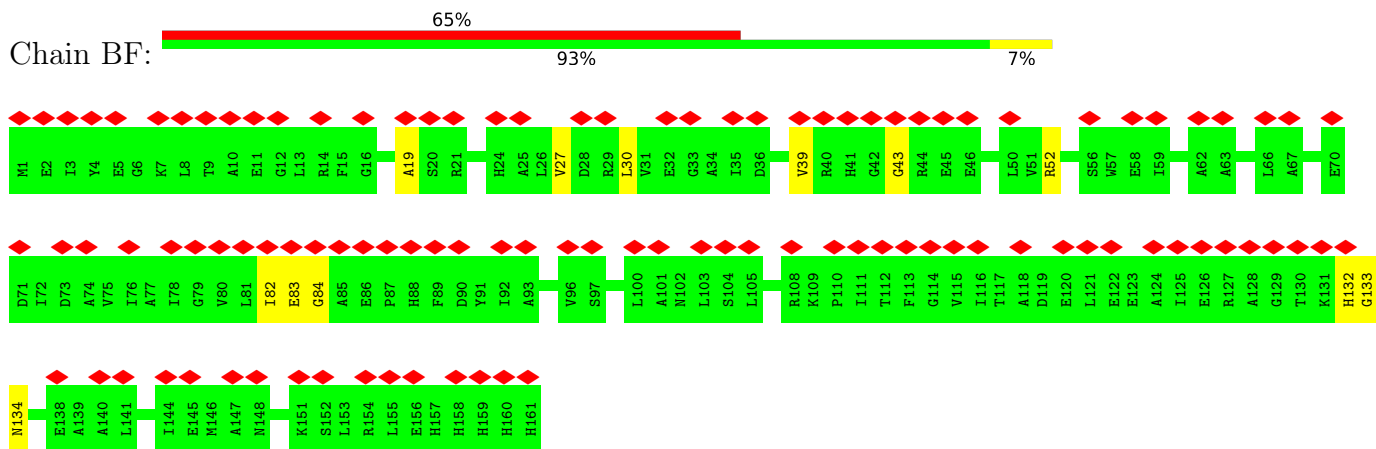 65%
Chain BF:
93% 7%
M1 E2 I3 Y4 E5 G6 K7 L8 T9 A10 E11 G12 L13 R14 F15 G16 A19 S20 R21 H24 A25 L26 V27 D28 R29 L30 V31 E32 G33 A34 I35 D36 V39 R40 H41 G42 G43 R44 E45 E46 L50 V51 R52 S56 W57 E58 I59 A62 A63 L66 A67 E70
D71 I72 D73 A74 V75 I76 A77 I78 G79 V80 L81 I82 E83 G84 A85 E86 P87 H88 F89 D90 Y91 I92 A93 V96 S97 L100 A101 N102 L103 S104 L105 R108 K109 P110 I111 T112 F113 G114 V115 I116 T117 A118 D119 E120 L121 E122 E123 A124 I125 E126 R127 A128 G129 T130 K131 H132 G133
N134 E138 A139 A140 L141 I144 E145 M146 A147 N148 K151 S152 L153 R154 L155 E156 H157 H158 H159 H160 H161